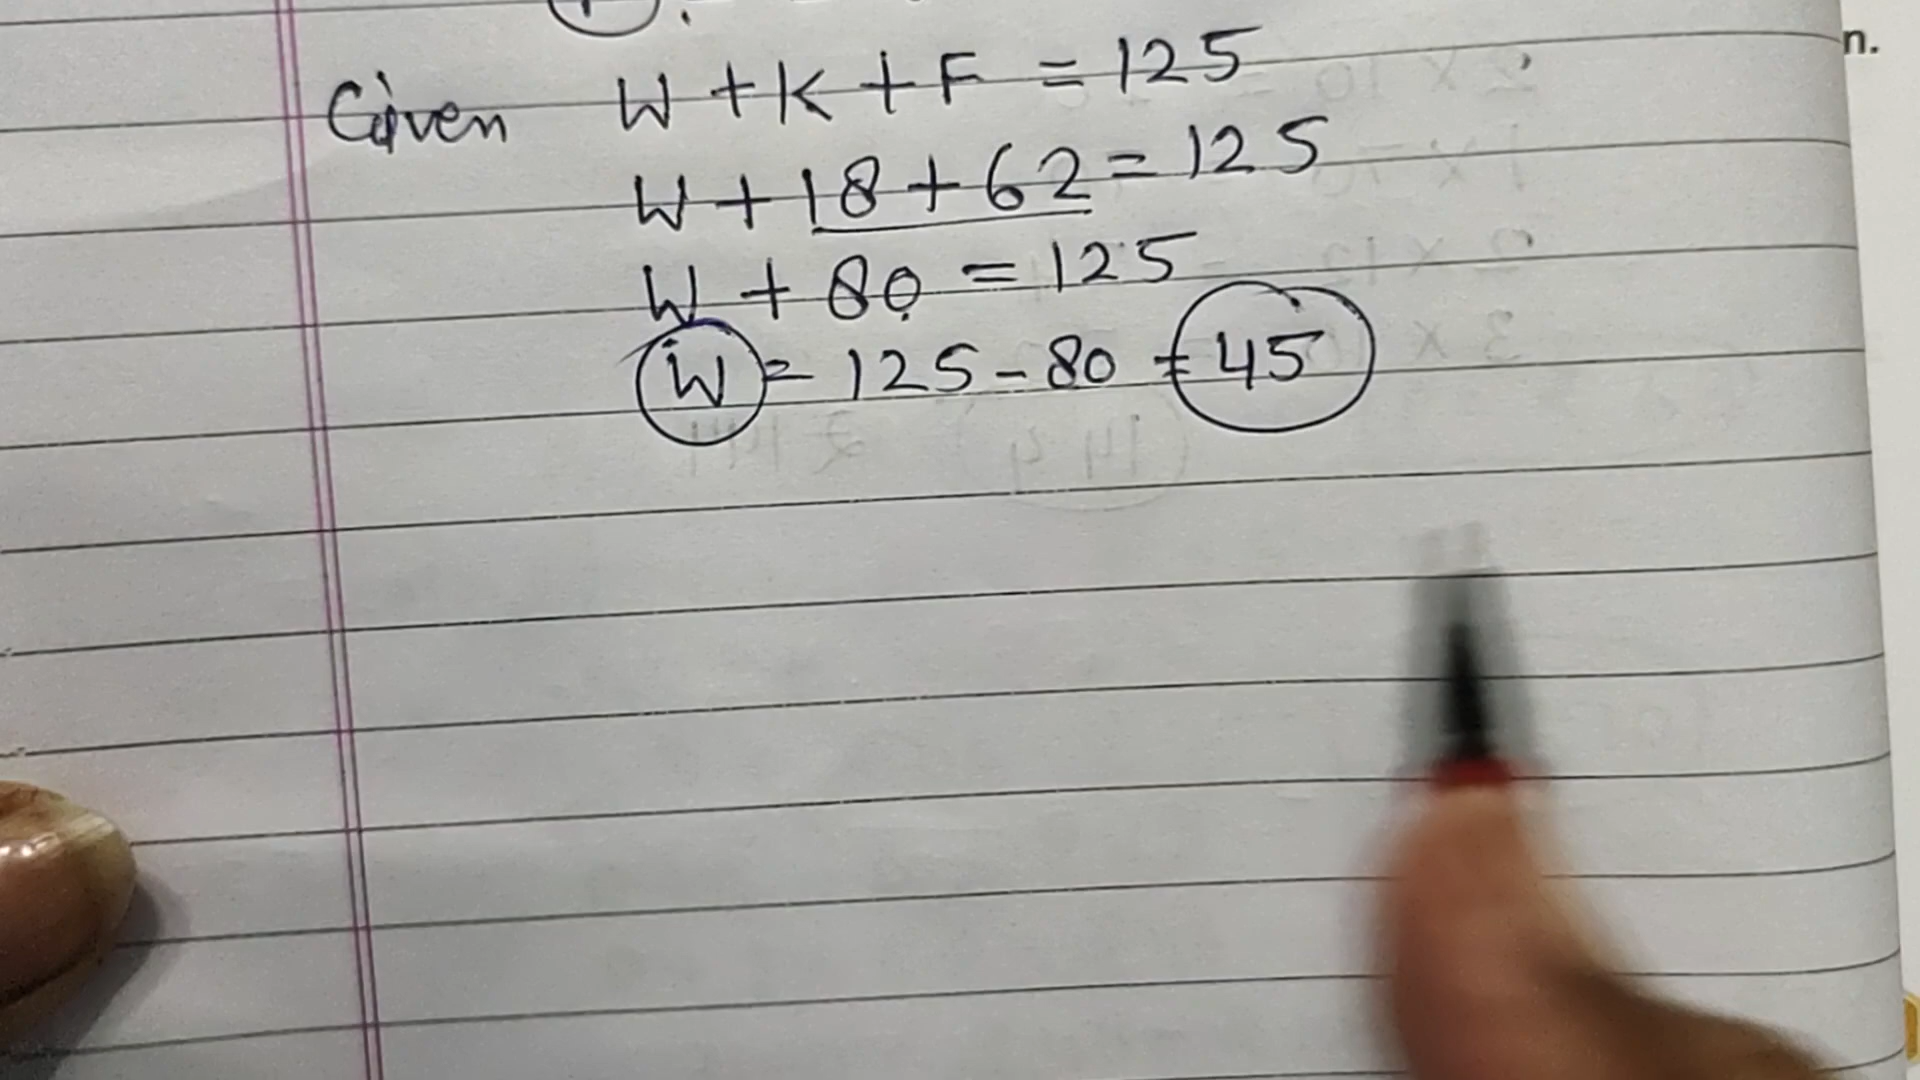 n.
Given W + K + F = 125
W + 18 + 62 = 125
W + 80 = 125
W = 125 - 80 = 45